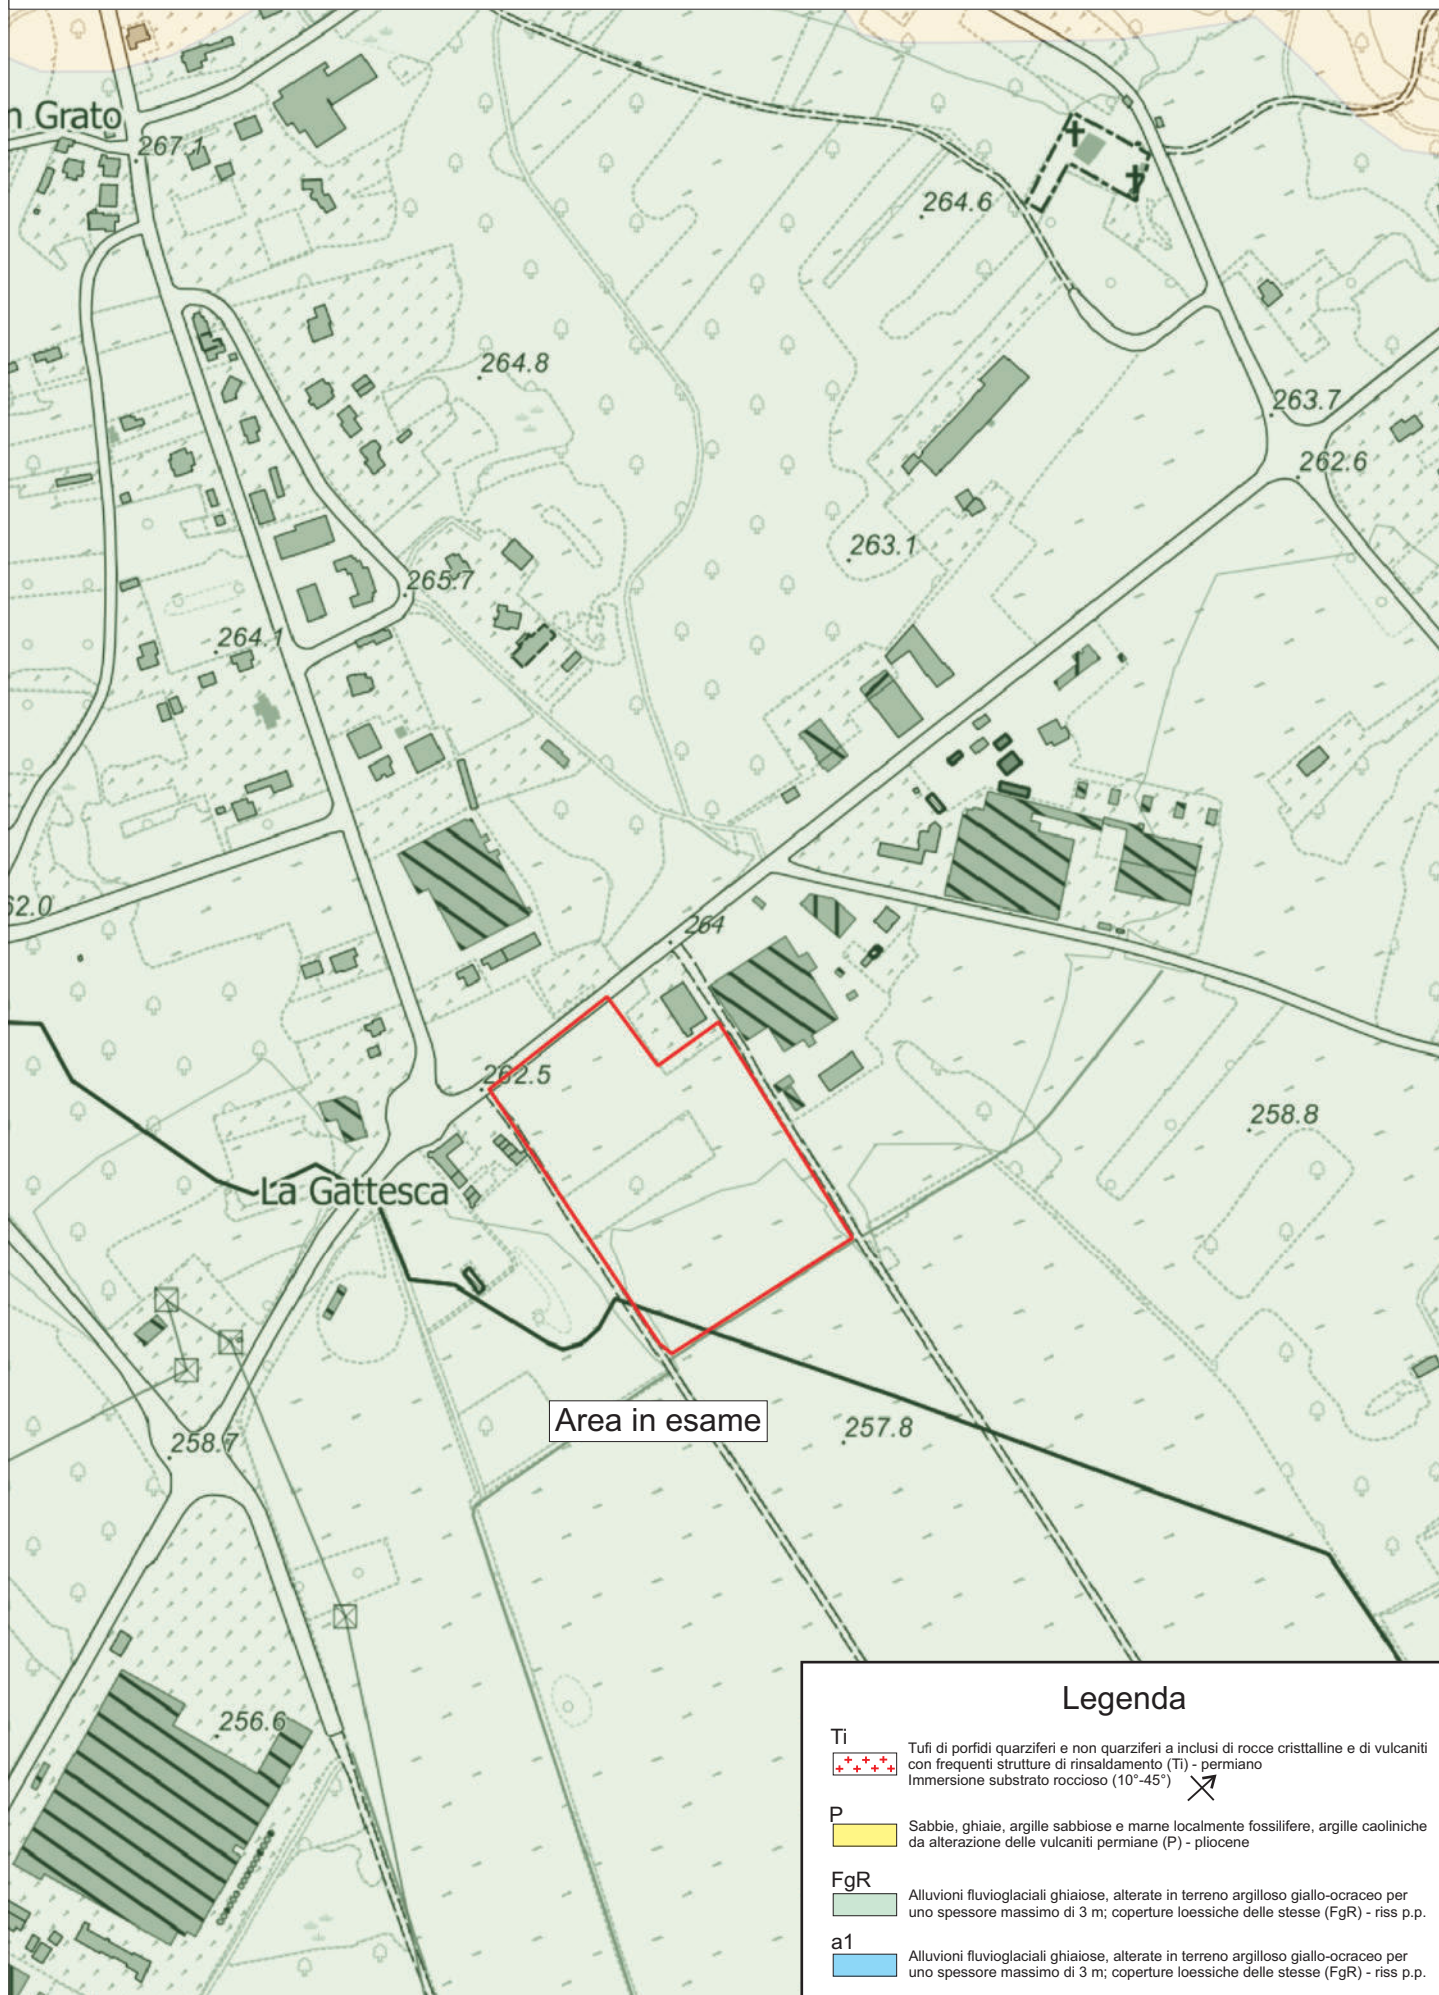 n Grato
267.1
264.6
264.8
263.7
262.6
263.1
265.7
264.1
62.0
264
262.5
258.8
La Gattesca
Area in esame
257.8
258.7
256.6
Legenda
Ti
Tufi di porfidi quarziferi e non quarziferi a inclusi di rocce cristtalline e di vulcaniti
con frequenti strutture di rinsaldamento (Ti) - permiano
Immersione substrato roccioso (10°-45°)
P
Sabbie, ghiaie, argille sabbiose e marne localmente fossilifere, argille caoliniche
da alterazione delle vulcaniti permiane (P) - pliocene
FgR
Alluvioni fluvioglaciali ghiaiose, alterate in terreno argilloso giallo-ocraceo per
uno spessore massimo di 3 m; coperture loessiche delle stesse (FgR) - riss p.p.
a1
Alluvioni fluvioglaciali ghiaiose, alterate in terreno argilloso giallo-ocraceo per
uno spessore massimo di 3 m; coperture loessiche delle stesse (FgR) - riss p.p.